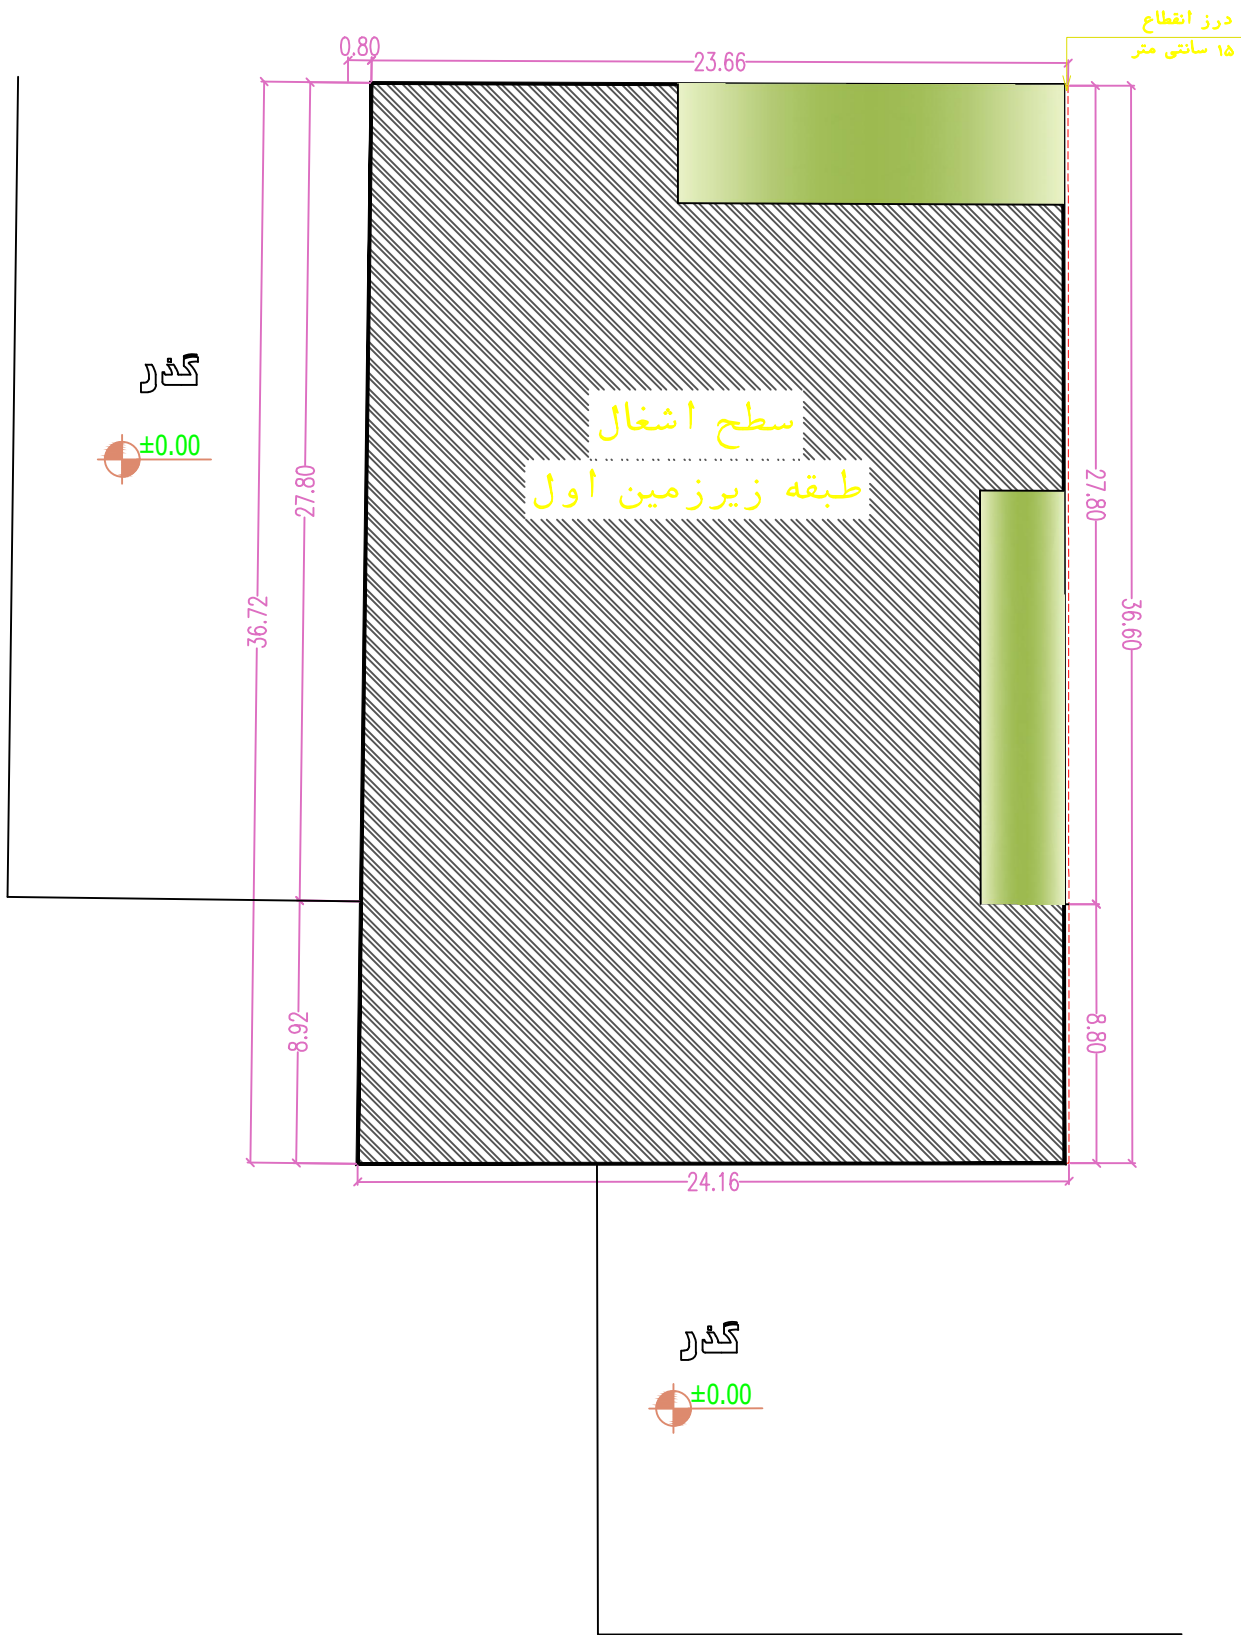 درز انقطاع
۱۵ سانتی متر
0.80
23.66
گذر
±0.00
27.80
36.72
8.92
سطح اشغال
طبقه زیرزمین اول
27.80
36.60
8.80
24.16
گذر
±0.00